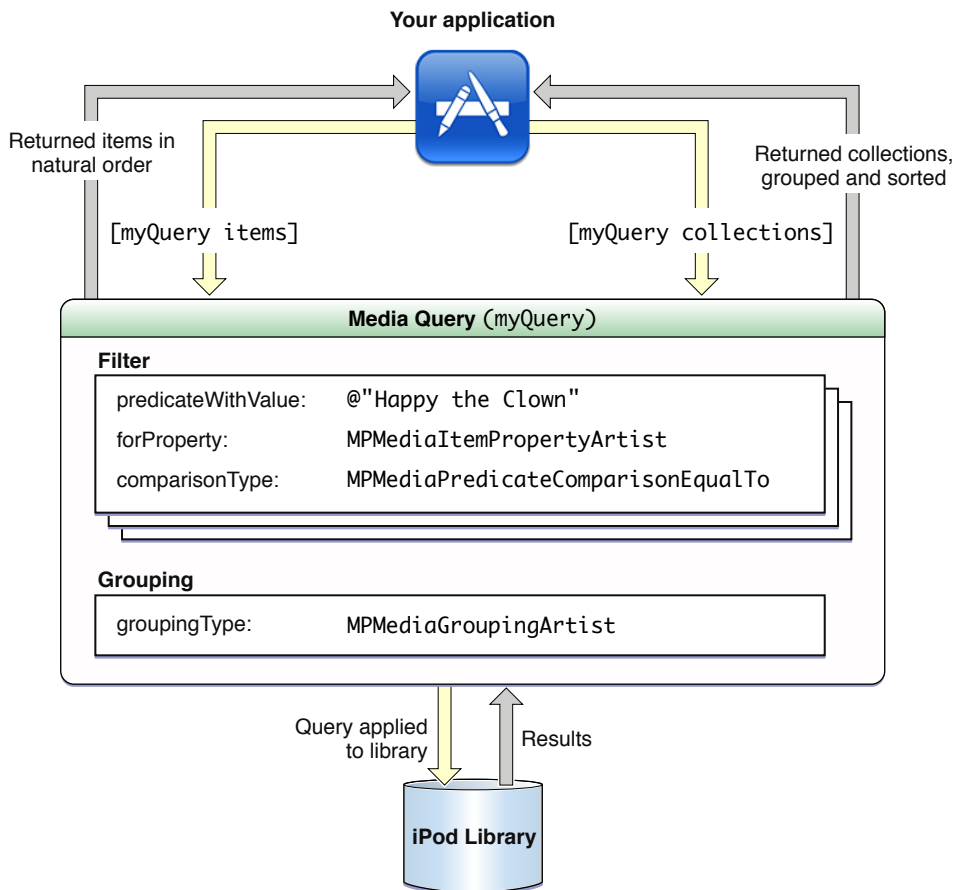 Your application
Returned items in
natural order
Returned collections,
grouped and sorted
[myQuery items]
[myQuery collections]
Media Query (myQuery)
Filter
predicateWithValue: @"Happy the Clown"
forProperty: MPMediaItemPropertyArtist
comparisonType: MPMediaPredicateComparisonEqualTo
Grouping
groupingType: MPMediaGroupingArtist
Query applied
to library
Results
iPod Library